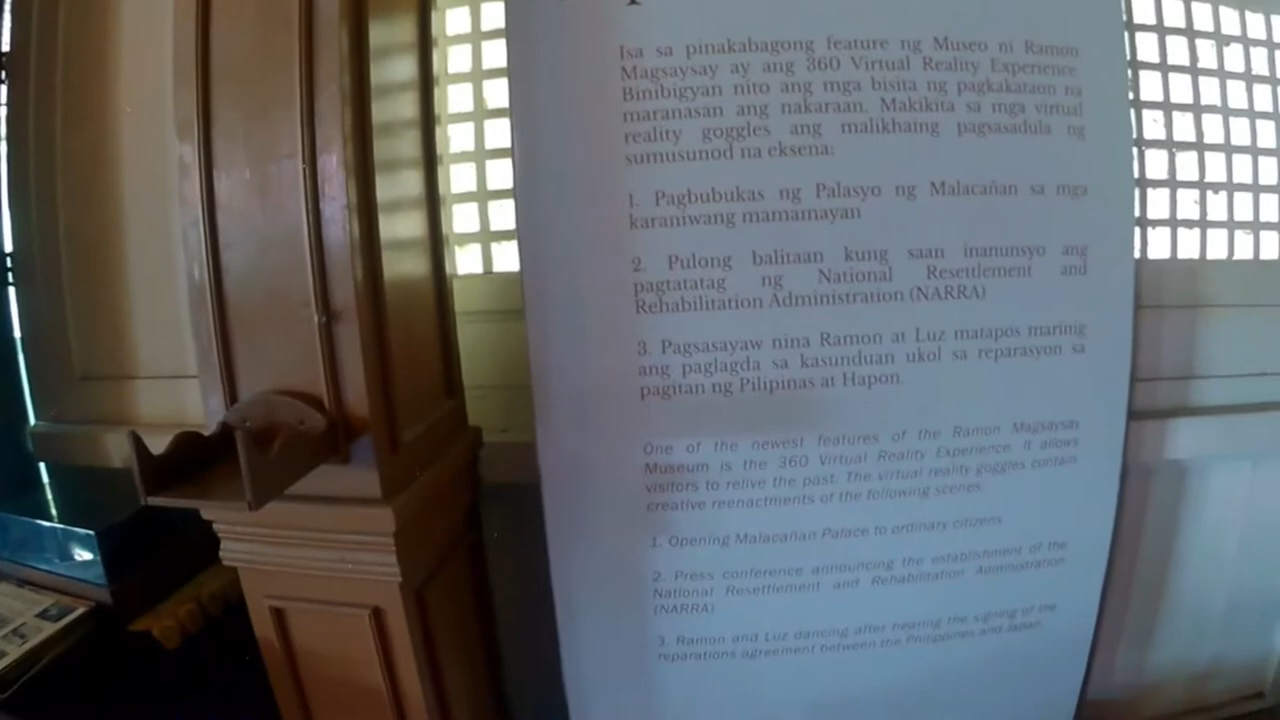 Isa sa pinakabagong feature ng Museo ni Ramon
Magsaysay ay ang 360 Virtual Reality Experience.
Binibigyan nito ang mga bisita ng pagkakataon na
maranasan ang nakaraan. Makikita sa mga virtual
reality goggles ang malikhaing pagsasadula ng
sumusunod na eksena:
1. Pagbubukas ng Palasyo ng Malacañan sa mga
karaniwang mamamayan
2. Pulong balitaan kung saan inanunsyo ang
pagtatatag ng National Resettlement and
Rehabilitation Administration (NARRA)
3. Pagsasayaw nina Ramon at Luz matapos maring
ang paglagda sa kasunduan ukol sa reparasyon sa
pagitan ng Pilipinas at Hapon.
One of the newest features of the Ramon Magsaysay
Museum is the 360 Virtual Reality Experience. It allows
visitors to relive the past. The virtual reality goggles contain
creative reenactments of the following scenes:
1. Opening Malacañan Palace to ordinary citizens
2. Press conference announcing the establishment of the
National Resettlement and Rehabilitation Administration
(NARRA)
3. Ramon and Luz dancing after hearing the signing of the
reparations agreement between the Philippines and Japan.